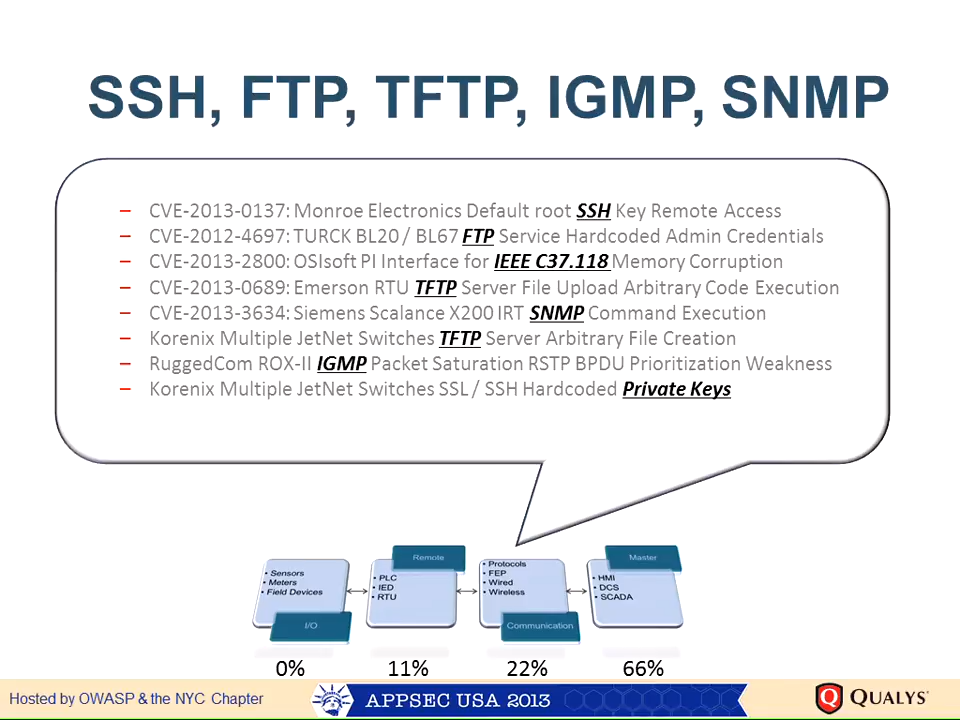 SSH, FTP, TFTP, IGMP, SNMP
– CVE-2013-0137: Monroe Electronics Default root SSH Key Remote Access
– CVE-2012-4697: TURCK BL20 / BL67 FTP Service Hardcoded Admin Credentials
– CVE-2013-2800: OSIsoft PI Interface for IEEE C37.118 Memory Corruption
– CVE-2013-0689: Emerson RTU TFTP Server File Upload Arbitrary Code Execution
– CVE-2013-3634: Siemens Scalance X200 IRT SNMP Command Execution
– Korenix Multiple JetNet Switches TFTP Server Arbitrary File Creation
– RuggedCom ROX-II IGMP Packet Saturation RSTP BPDU Prioritization Weakness
– Korenix Multiple JetNet Switches SSL / SSH Hardcoded Private Keys
• Sensors
• Meters
• Field Devices
I/O
Remote
• PLC
• IED
• RTU
• Protocols
• FEP
• Wired
• Wireless
Communication
Master
• HMI
• DCS
• SCADA
0% 11% 22% 66%
Hosted by OWASP & the NYC Chapter
APPSEC USA 2013
QUALYS